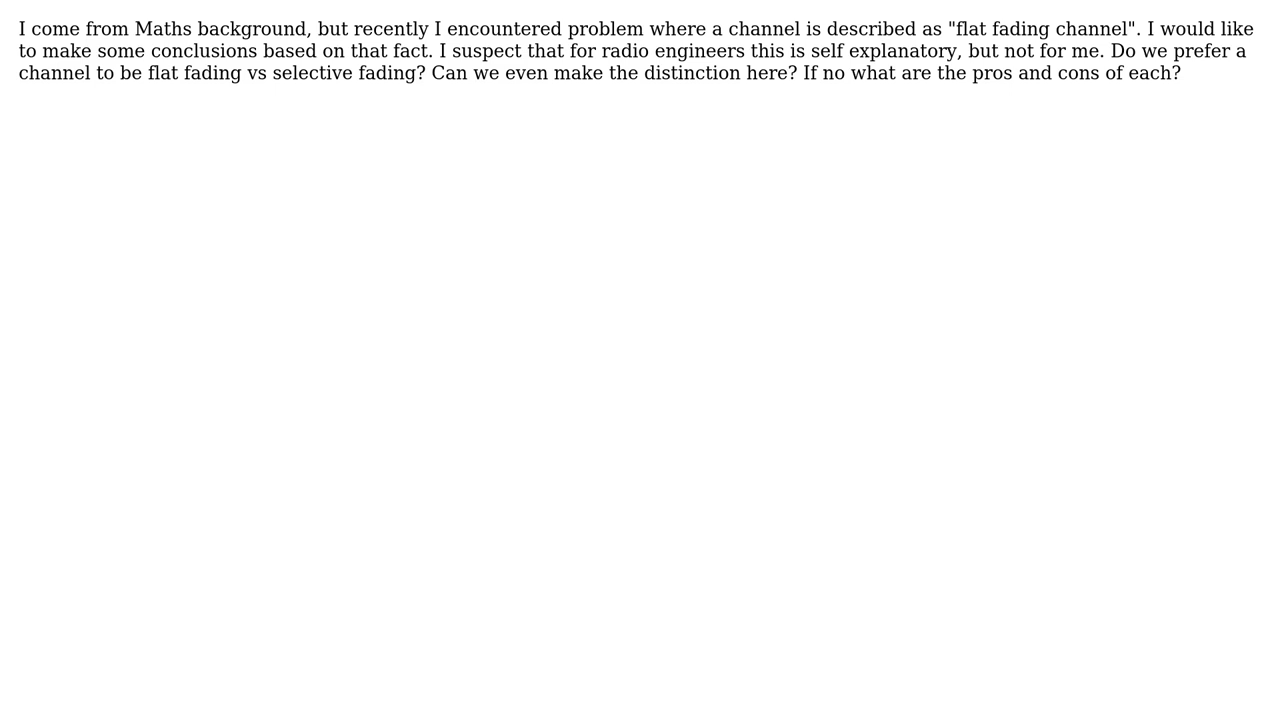 I come from Maths background, but recently I encountered problem where a channel is described as "flat fading channel". I would like
to make some conclusions based on that fact. I suspect that for radio engineers this is self explanatory, but not for me. Do we prefer a
channel to be flat fading vs selective fading? Can we even make the distinction here? If no what are the pros and cons of each?